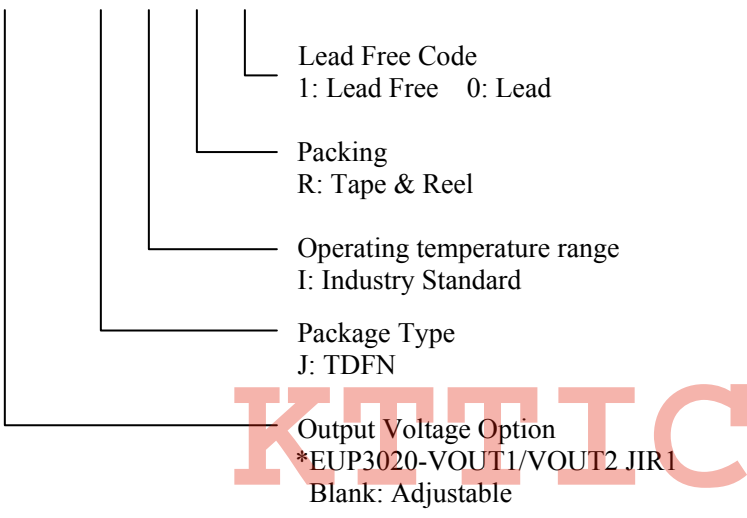 Lead Free Code
1: Lead Free 0: Lead
Packing
R: Tape & Reel
Operating temperature range
I: Industry Standard
Package Type
J: TDFN
KTTIC
Output Voltage Option
*EUP3020-VOUT1/VOUT2 JIR1
Blank: Adjustable